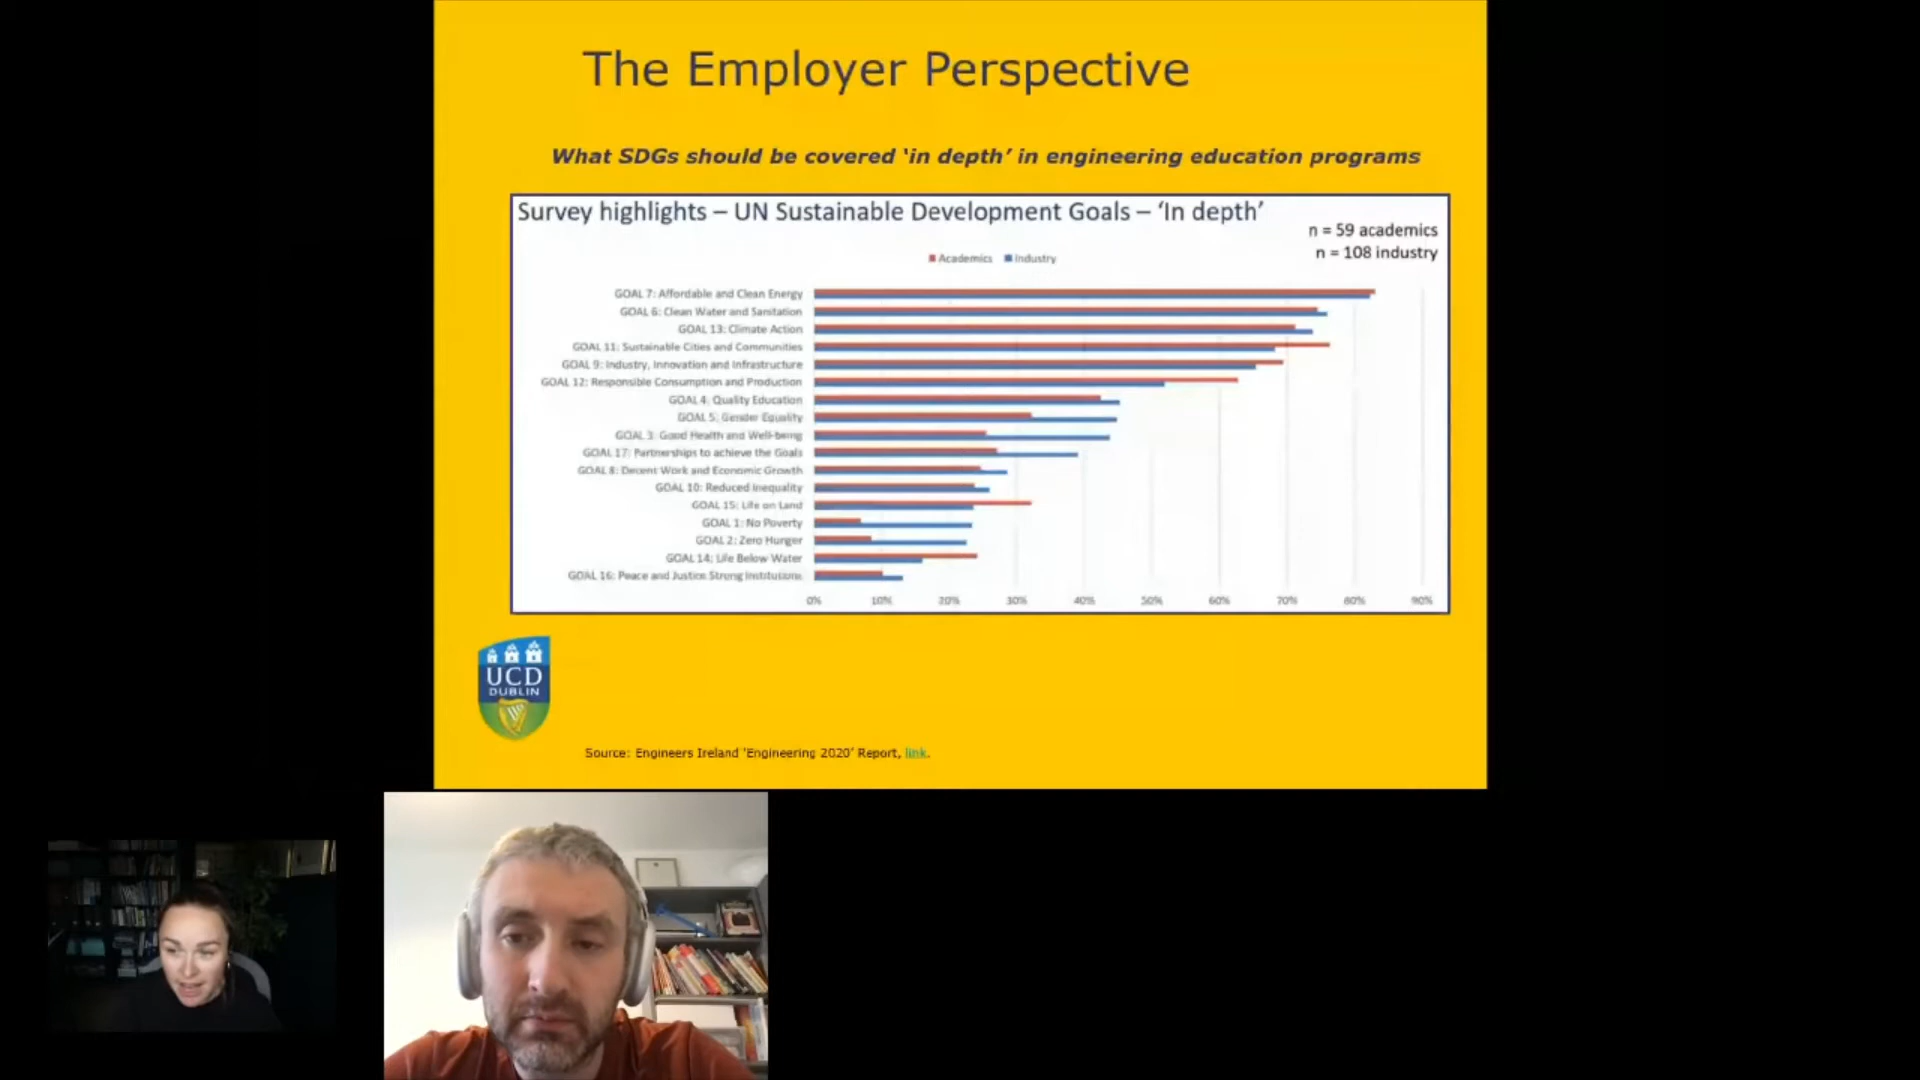 The Employer Perspective
What SDGs should be covered ‘in depth’ in engineering education programs
Survey highlights – UN Sustainable Development Goals – ‘In depth’
n = 59 academics
n = 108 industry
Academics Industry
GOAL 7: Affordable and Clean Energy
GOAL 6: Clean Water and Sanitation
GOAL 13: Climate Action
GOAL 11: Sustainable Cities and Communities
GOAL 9: Industry, Innovation and Infrastructure
GOAL 12: Responsible Consumption and Production
GOAL 4: Quality Education
GOAL 5: Gender Equality
GOAL 3: Good Health and Well-being
GOAL 17: Partnerships to achieve the Goals
GOAL 8: Decent Work and Economic Growth
GOAL 10: Reduced Inequality
GOAL 15: Life on Land
GOAL 1: No Poverty
GOAL 2: Zero Hunger
GOAL 14: Life Below Water
GOAL 16: Peace and Justice Strong Institutions
0% 10% 20% 30% 40% 50% 60% 70% 80% 90%
UCD
DUBLIN
Source: Engineers Ireland ‘Engineering 2020’ Report, link.